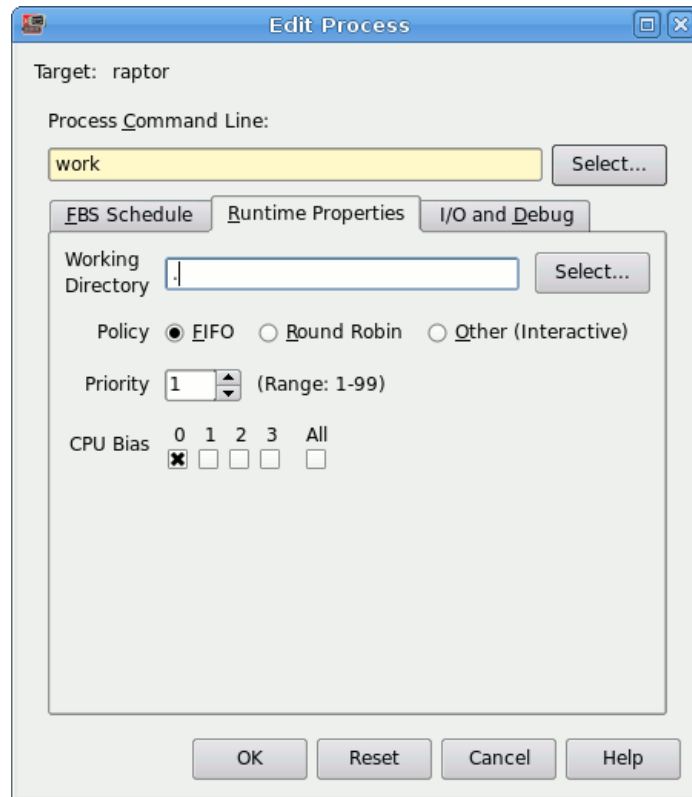 Edit Process
Target: raptor
Process Command Line:
work
Select...
FBS Schedule Runtime Properties I/O and Debug
Working Directory
.
Select...
Policy FIFO Round Robin Other (Interactive)
Priority 1 (Range: 1-99)
CPU Bias 0 1 2 3 All
OK Reset Cancel Help